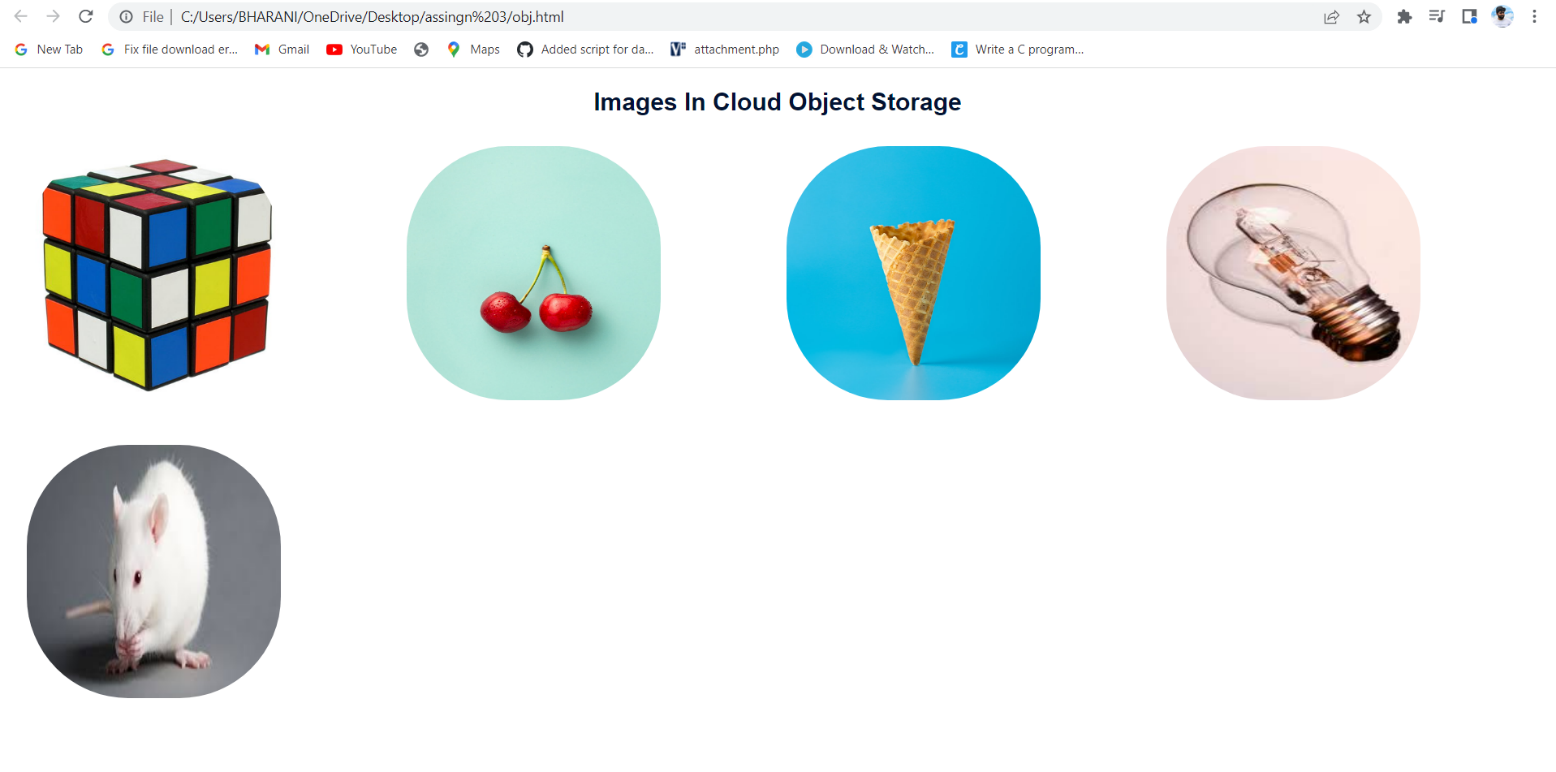 File | C:/Users/BHARANI/OneDrive/Desktop/assingn%203/obj.html
New Tab Fix file download er... Gmail YouTube Maps Added script for da... attachment.php Download & Watch... Write a C program...
Images In Cloud Object Storage